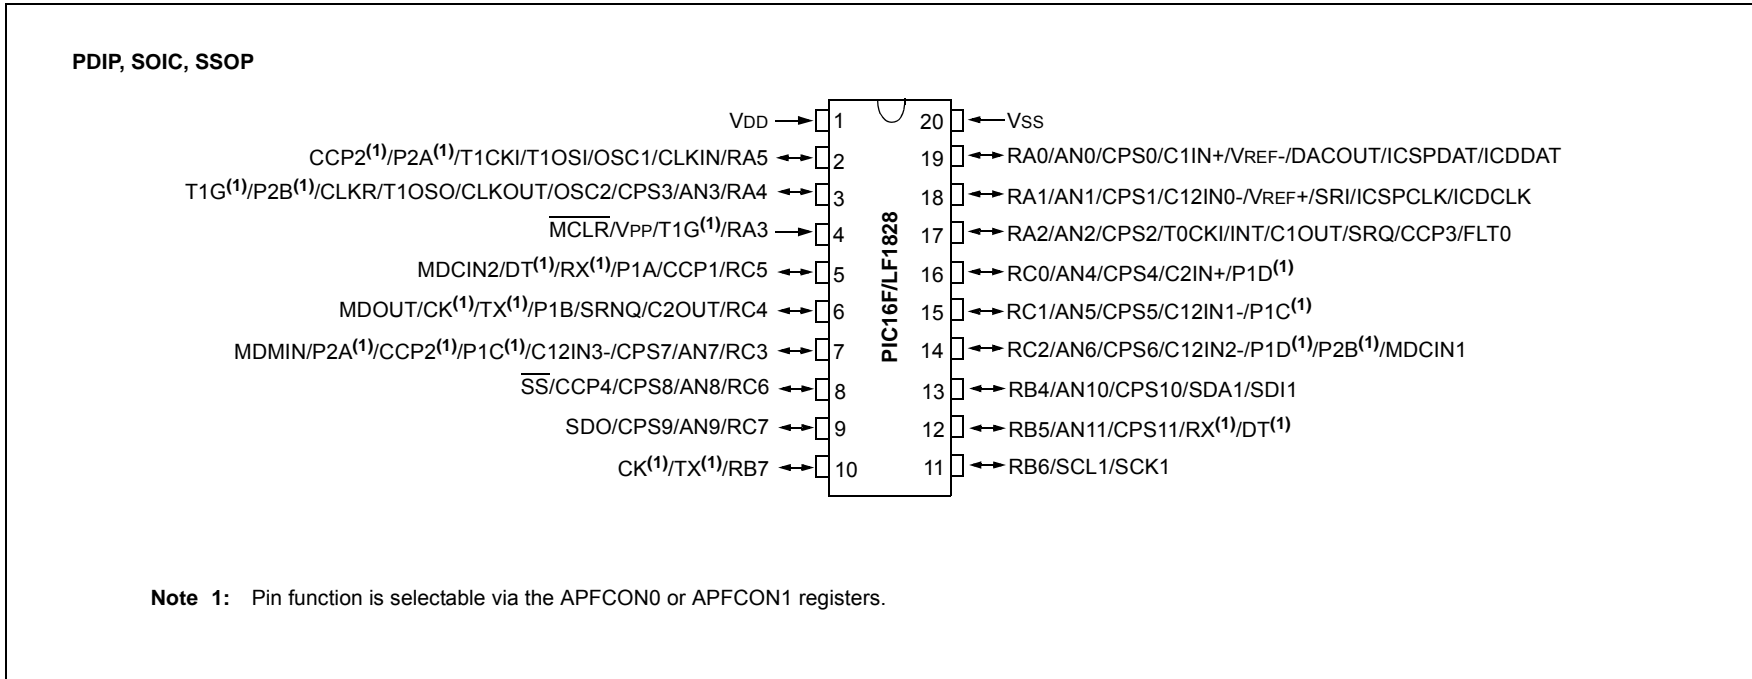 PDIP, SOIC, SSOP
VDD 1 20 VSS
CCP2(1)/P2A(1)/T1CKI/T1OSI/OSC1/CLKIN/RA5 2 19 RA0/AN0/CPS0/C1IN+/VREF-/DACOUT/ICSPDAT/ICDDAT
T1G(1)/P2B(1)/CLKR/T1OSO/CLKOUT/OSC2/CPS3/AN3/RA4 3 18 RA1/AN1/CPS1/C12IN0-/VREF+/SRI/ICSPCLK/ICDCLK
MCLR/VPP/T1G(1)/RA3 4 17 RA2/AN2/CPS2/T0CKI/INT/C1OUT/SRQ/CCP3/FLT0
MDCIN2/DT(1)/RX(1)/P1A/CCP1/RC5 5 16 RC0/AN4/CPS4/C2IN+/P1D(1)
MDOUT/CK(1)/TX(1)/P1B/SRNQ/C2OUT/RC4 6 15 RC1/AN5/CPS5/C12IN1-/P1C(1)
MDMIN/P2A(1)/CCP2(1)/P1C(1)/C12IN3-/CPS7/AN7/RC3 7 14 RC2/AN6/CPS6/C12IN2-/P1D(1)/P2B(1)/MDCIN1
SS/CCP4/CPS8/AN8/RC6 8 13 RB4/AN10/CPS10/SDA1/SDI1
SDO/CPS9/AN9/RC7 9 12 RB5/AN11/CPS11/RX(1)/DT(1)
CK(1)/TX(1)/RB7 10 11 RB6/SCL1/SCK1
PIC16F/LF1828
Note 1: Pin function is selectable via the APFCON0 or APFCON1 registers.